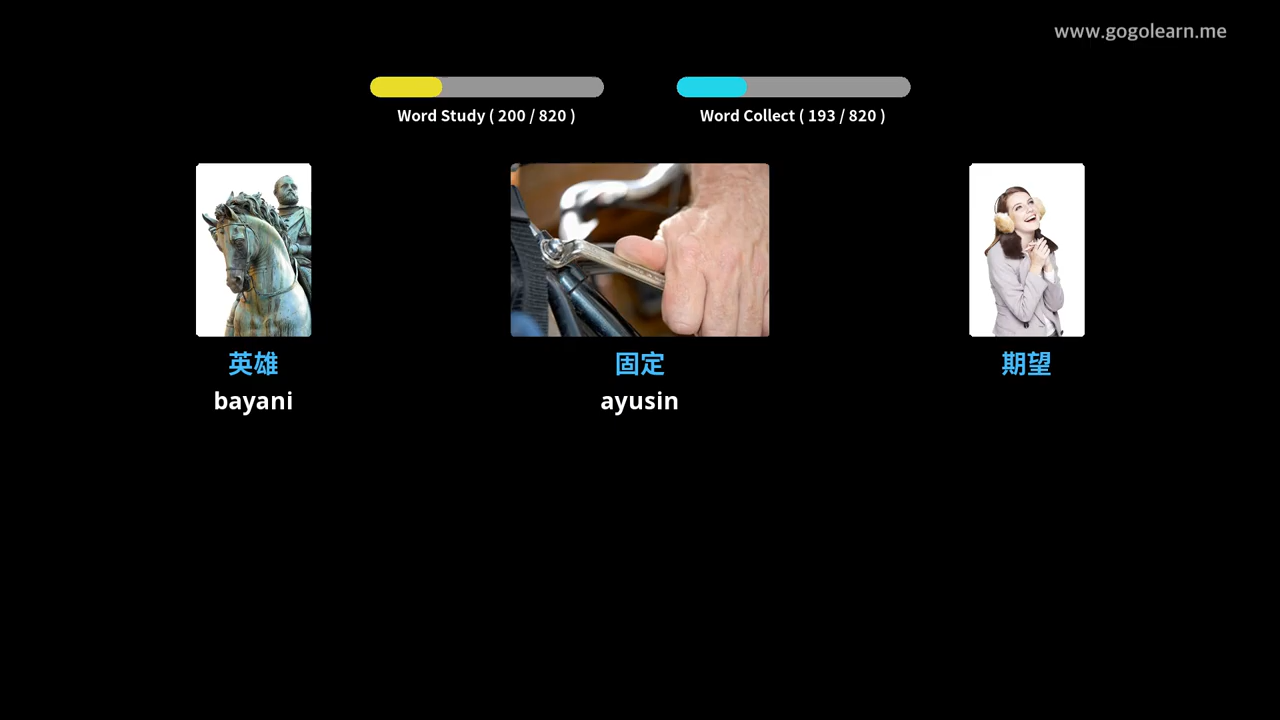 www.gogolearn.me
Word Study ( 200 / 820 )
Word Collect ( 193 / 820 )
英雄
固定
期望
bayani
ayusin